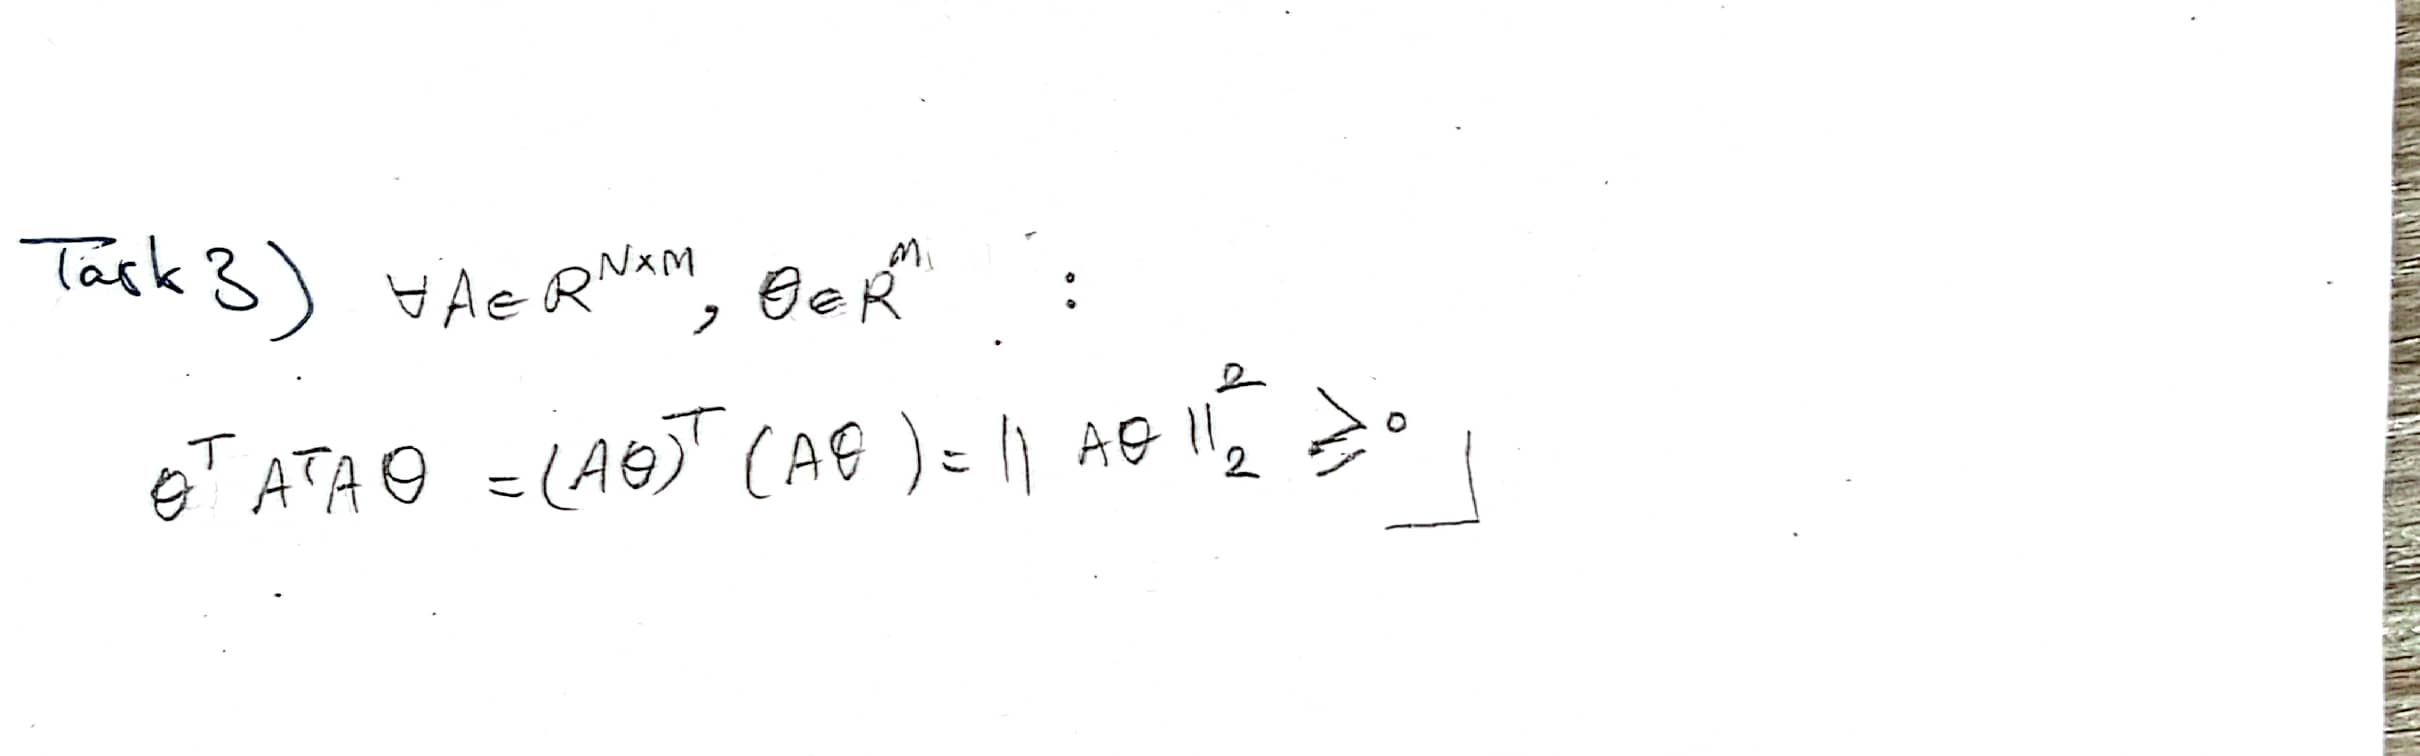 Task 3) ∀A∈R^{N×M}, θ∈R^{M} :
θ^T A^T A θ = (Aθ)^T (Aθ) = ||Aθ||_2^2 ≥ 0 ⌟